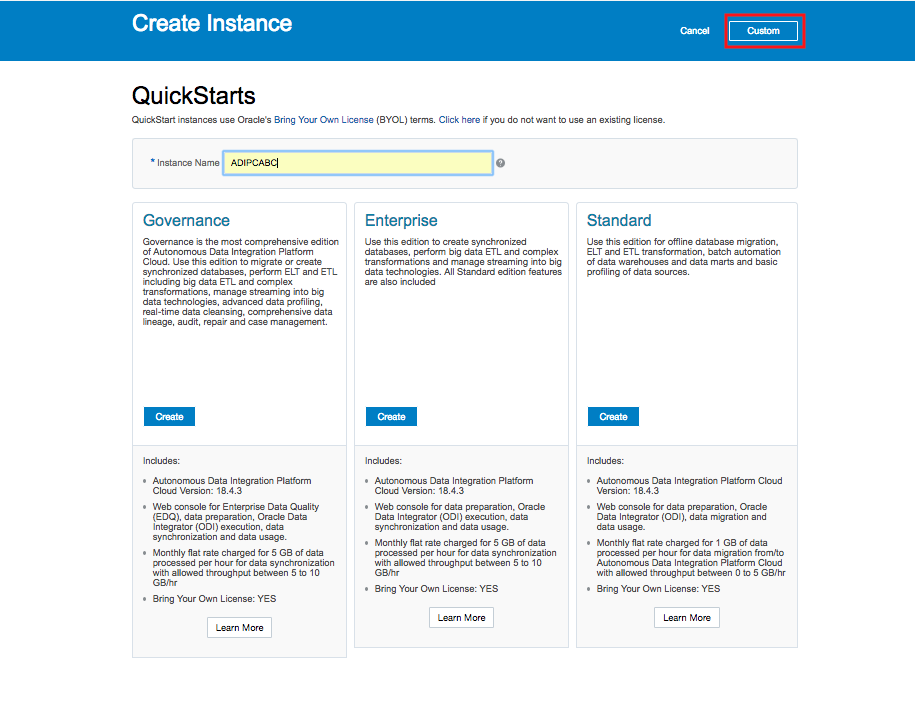 Create Instance
Cancel
Custom
QuickStarts
QuickStart instances use Oracle's Bring Your Own License (BYOL) terms. Click here if you do not want to use an existing license.
* Instance Name ADIPCABC
Governance
Governance is the most comprehensive edition
of Autonomous Data Integration Platform
Cloud. Use this edition to migrate or create
synchronized databases, perform ELT and ETL
including big data ETL and complex
transformations, manage streaming into big
data technologies, advanced data profiling,
real-time data cleansing, comprehensive data
lineage, audit, repair and case management.
Create
Includes:
Autonomous Data Integration Platform
Cloud Version: 18.4.3
Web console for Enterprise Data Quality
(EDQ), data preparation, Oracle Data
Integrator (ODI) execution, data
synchronization and data usage.
Monthly flat rate charged for 5 GB of data
processed per hour for data synchronization
with allowed throughput between 5 to 10
GB/hr
Bring Your Own License: YES
Learn More
Enterprise
Use this edition to create synchronized
databases, perform big data ETL and complex
transformations and manage streaming into big
data technologies. All Standard edition features
are also included
Create
Includes:
Autonomous Data Integration Platform
Cloud Version: 18.4.3
Web console for data preparation, Oracle
Data Integrator (ODI) execution, data
synchronization and data usage.
Monthly flat rate charged for 5 GB of data
processed per hour for data synchronization
with allowed throughput between 5 to 10
GB/hr
Bring Your Own License: YES
Learn More
Standard
Use this edition for offline database migration,
ELT and ETL transformation, batch automation
of data warehouses and data marts and basic
profiling of data sources.
Create
Includes:
Autonomous Data Integration Platform Cloud
Version: 18.4.3
Web console for data preparation, Oracle
Data Integrator (ODI), data migration and
data usage.
Monthly flat rate charged for 1 GB of data
processed per hour for data migration from/to
Autonomous Data Integration Platform Cloud
with allowed throughput between 0 to 5 GB/hr
Bring Your Own License: YES
Learn More